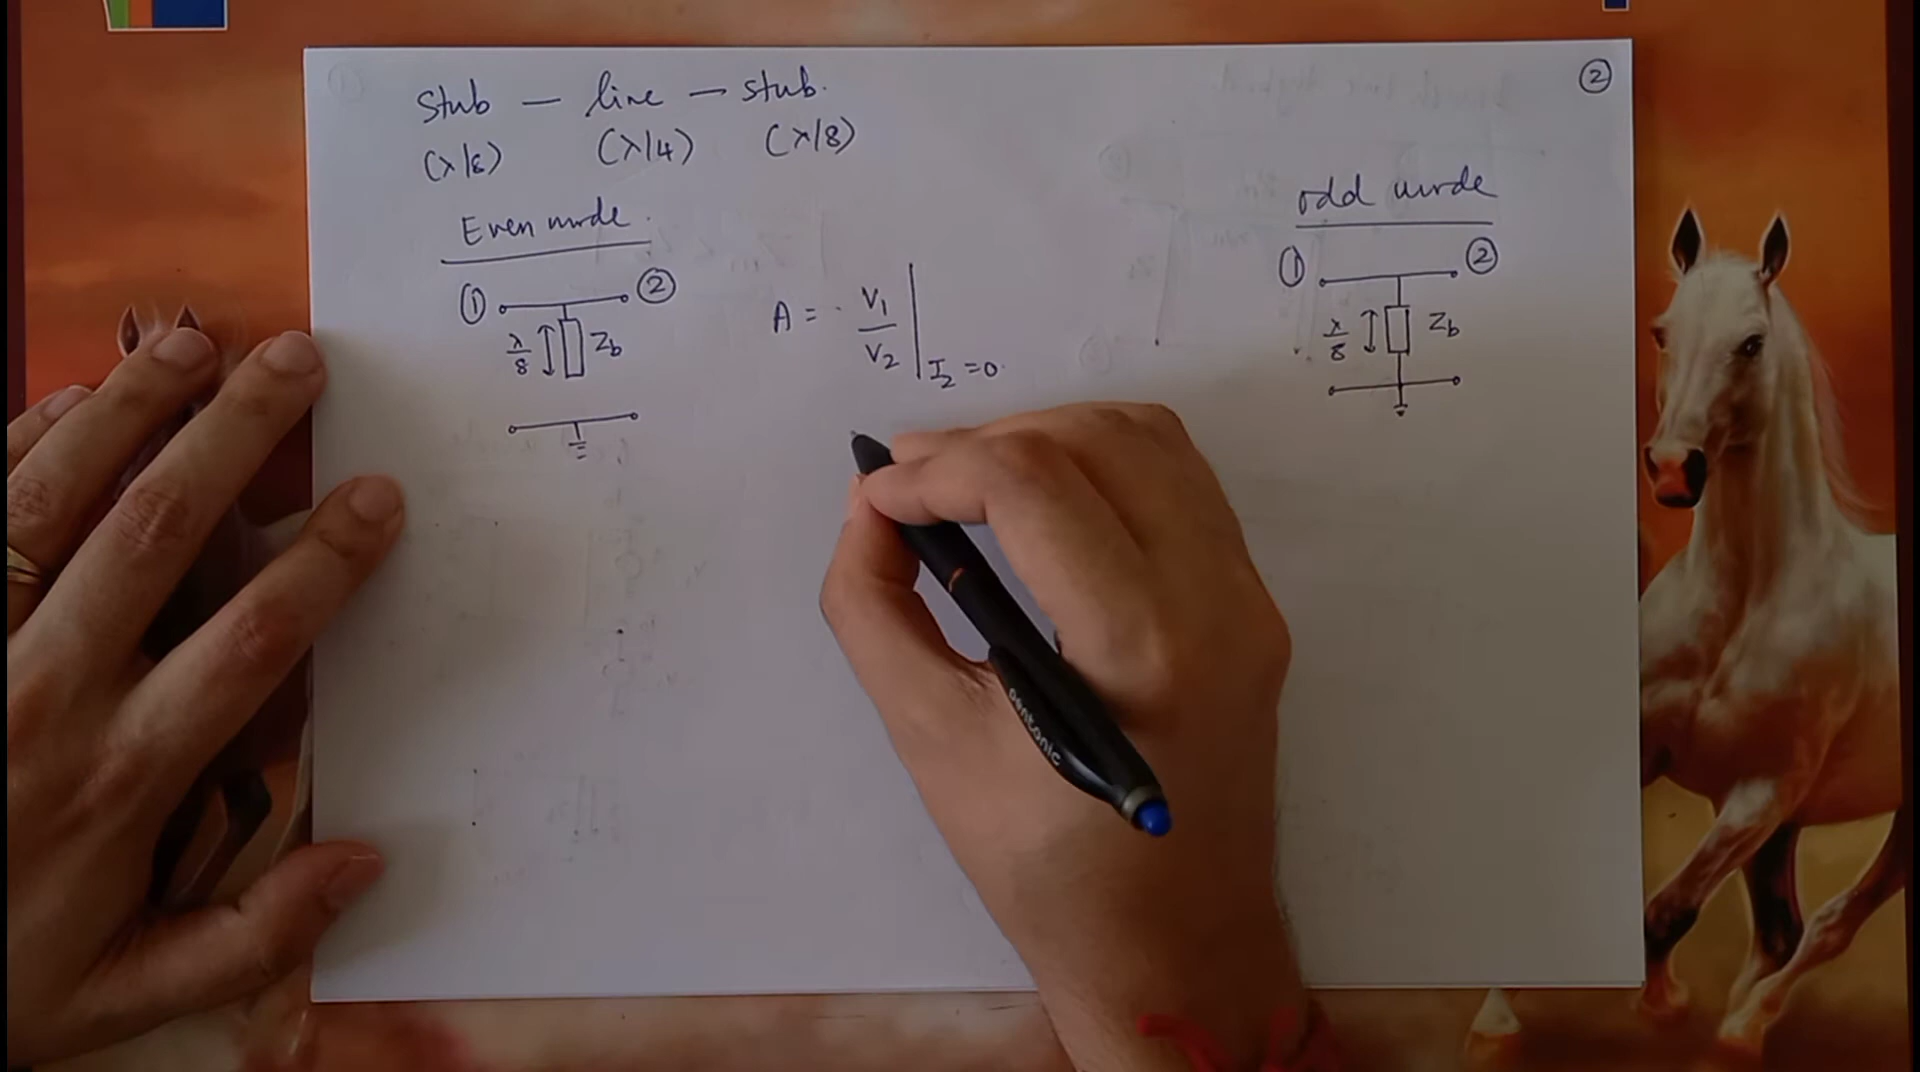 ②
Stub — line — stub.
(λ/8) (λ/4) (λ/8)
Even mode.
① ②
λ/8 Zb
A = V1/V2 | I2 = 0.
odd mode
① ②
λ/8 Zb
pentonic